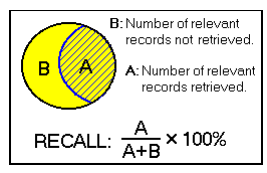 B: Number of relevant
records not retrieved.
B A
A: Number of relevant
records retrieved.
RECALL: A/A+B × 100%